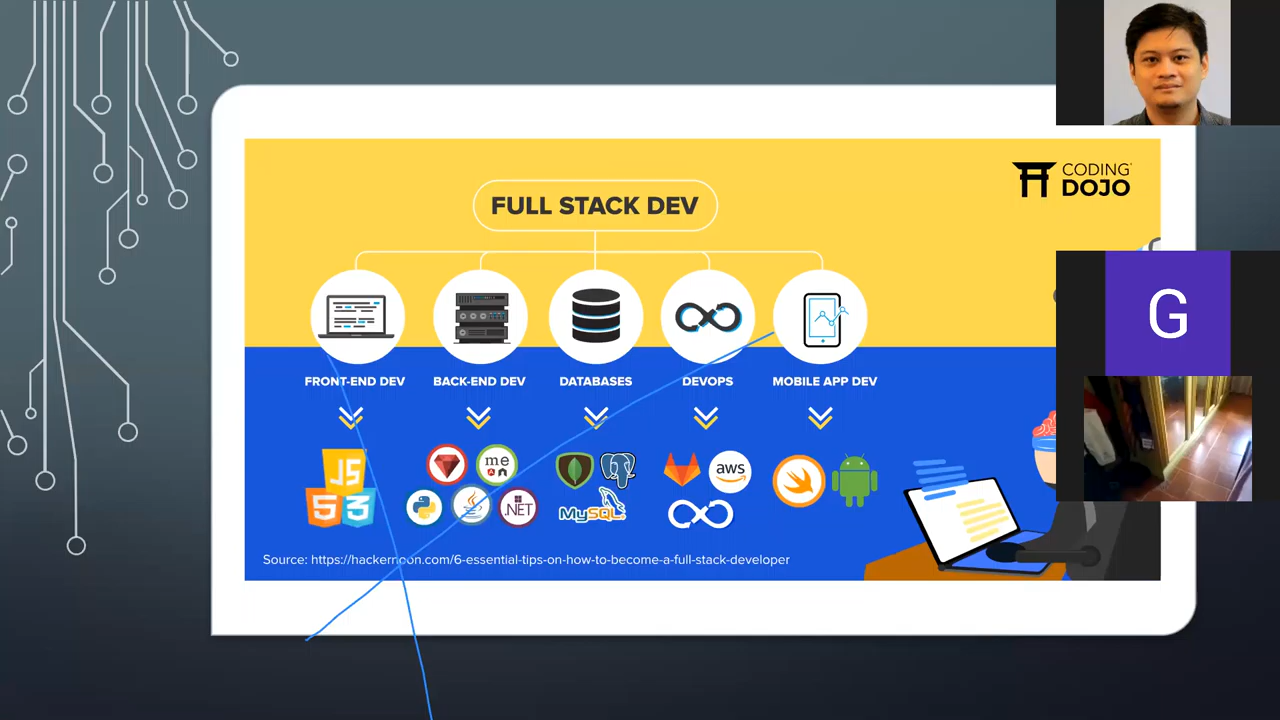 CODING
DOJO
FULL STACK DEV
G
FRONT-END DEV
BACK-END DEV
DATABASES
DEVOPS
MOBILE APP DEV
JS
5 3
me
aws
.NET
MySQL
Source: https://hackernoon.com/6-essential-tips-on-how-to-become-a-full-stack-developer